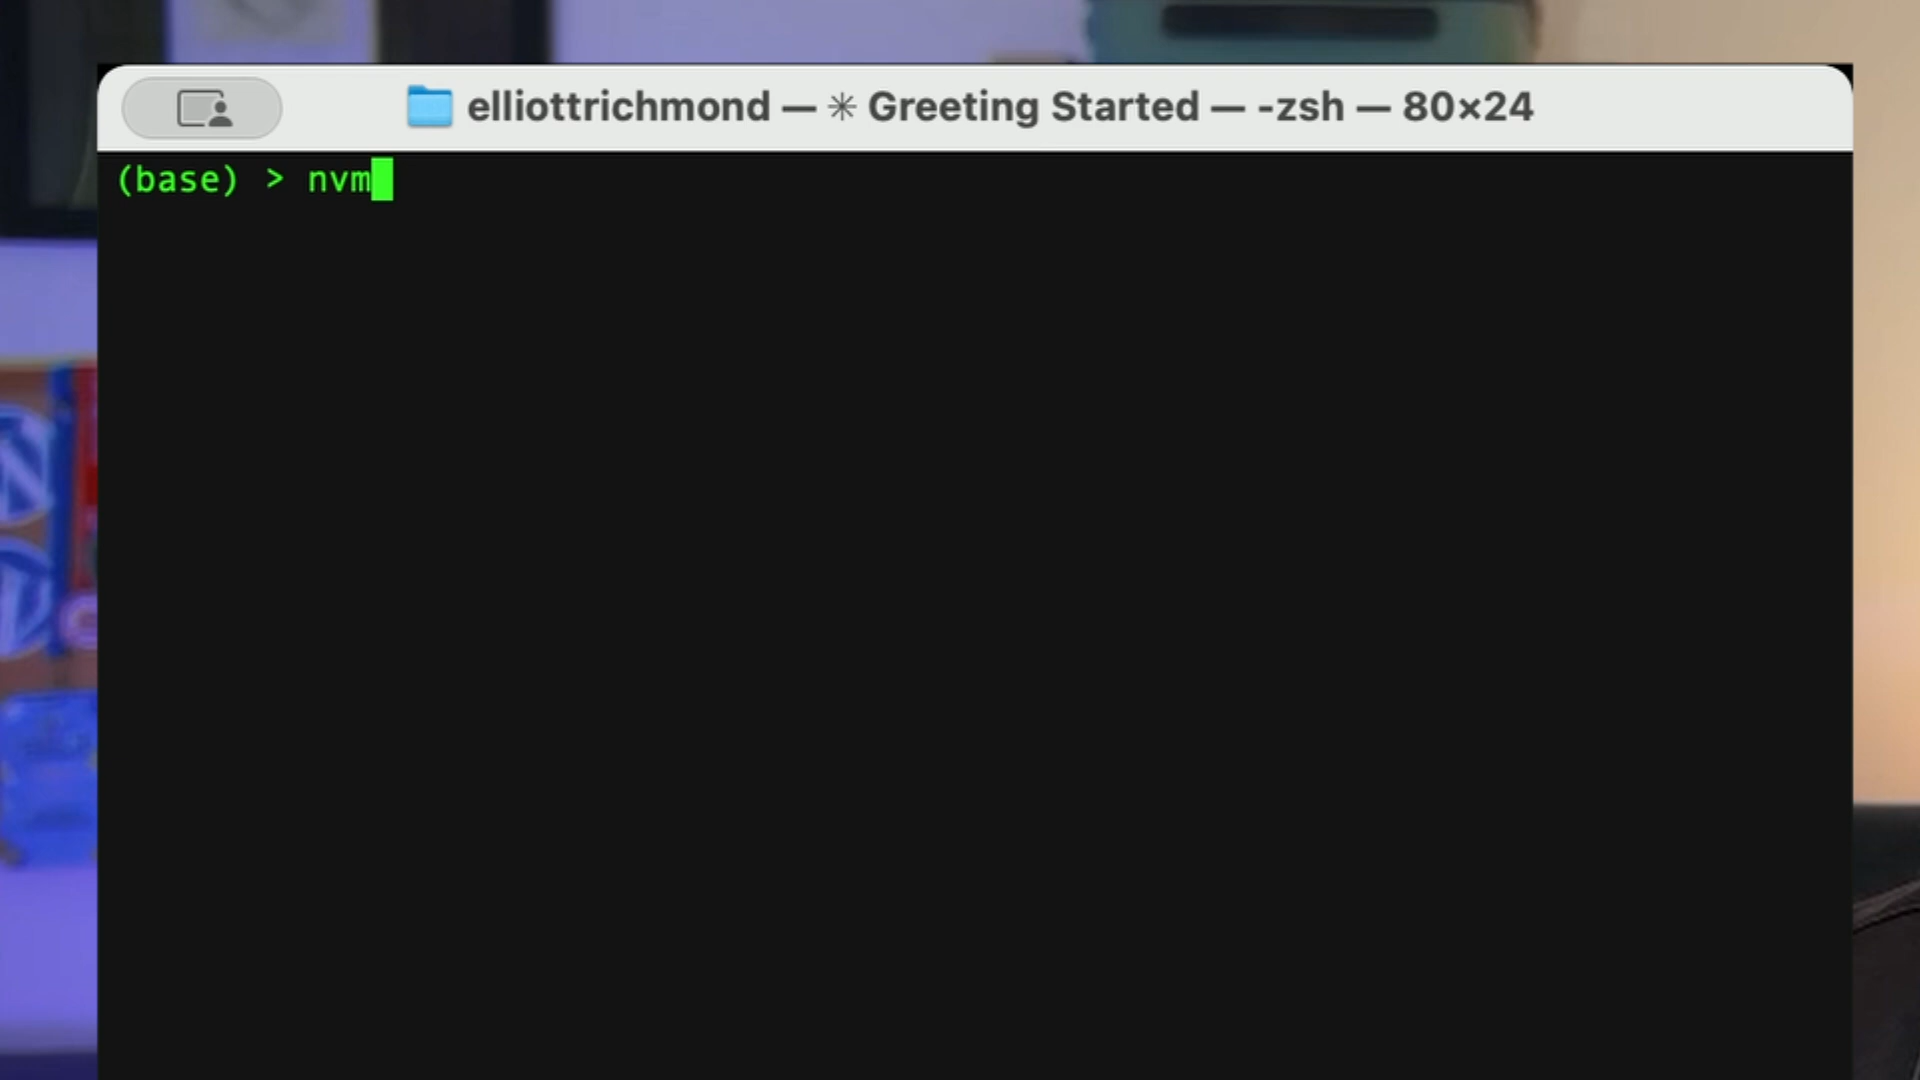 elliottrichmond — ✳ Greeting Started — -zsh — 80×24
(base) > nvm